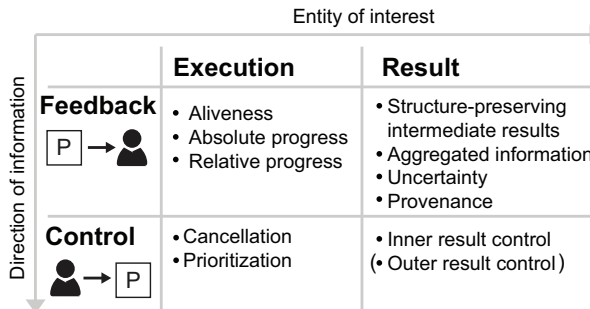 Entity of interest
Direction of information
Execution
Result
Feedback
P
• Aliveness
• Absolute progress
• Relative progress
• Structure-preserving
intermediate results
• Aggregated information
• Uncertainty
• Provenance
Control
P
• Cancellation
• Prioritization
• Inner result control
(• Outer result control)